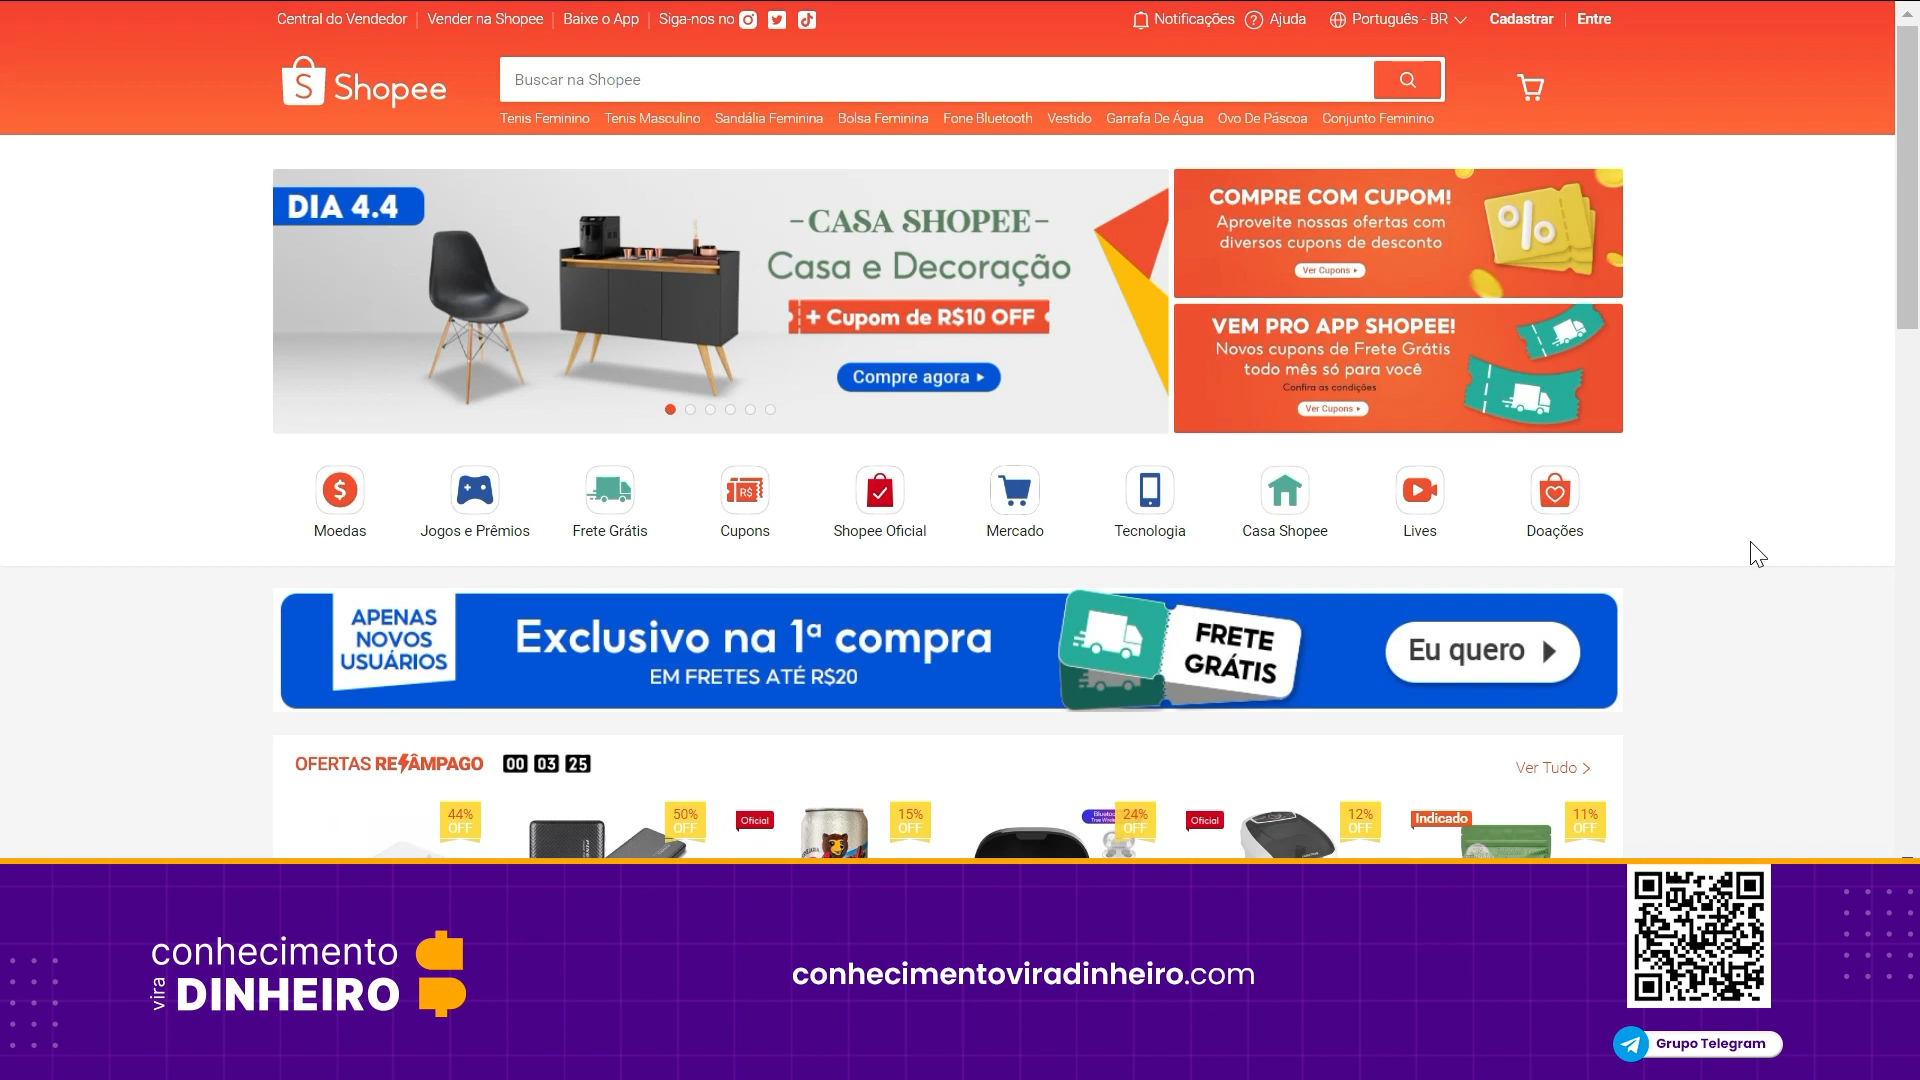 Central do Vendedor Vender na Shopee Baixe o App Siga-nos no Notificações Ajuda Português - BR Cadastrar Entre
Shopee
Buscar na Shopee
Tenis Feminino Tenis Masculino Sandália Feminina Bolsa Feminina Fone Bluetooth Vestido Garrafa De Água Ovo De Páscoa Conjunto Feminino
DIA 4.4
-CASA SHOPEE-
Casa e Decoração
+ Cupom de R$10 OFF
Compre agora
COMPRE COM CUPOM!
Aproveite nossas ofertas com
diversos cupons de desconto
Ver Cupons
%
VEM PRO APP SHOPEE!
Novos cupons de Frete Grátis
todo mês só para você
Confira as condições
Ver Cupons
R$
Moedas Jogos e Prêmios Frete Grátis Cupons Shopee Oficial Mercado Tecnologia Casa Shopee Lives Doações
APENAS
NOVOS
USUÁRIOS
Exclusivo na 1ª compra
EM FRETES ATÉ R$20
FRETE
GRÁTIS
Eu quero
OFERTAS RELÂMPAGO 00 03 25
Ver Tudo >
44%
OFF
50%
OFF
Oficial
15%
OFF
24%
OFF
Oficial
12%
OFF
Indicado
11%
OFF
conhecimento
vira
DINHEIRO
conhecimentoviradinheiro.com
Grupo Telegram